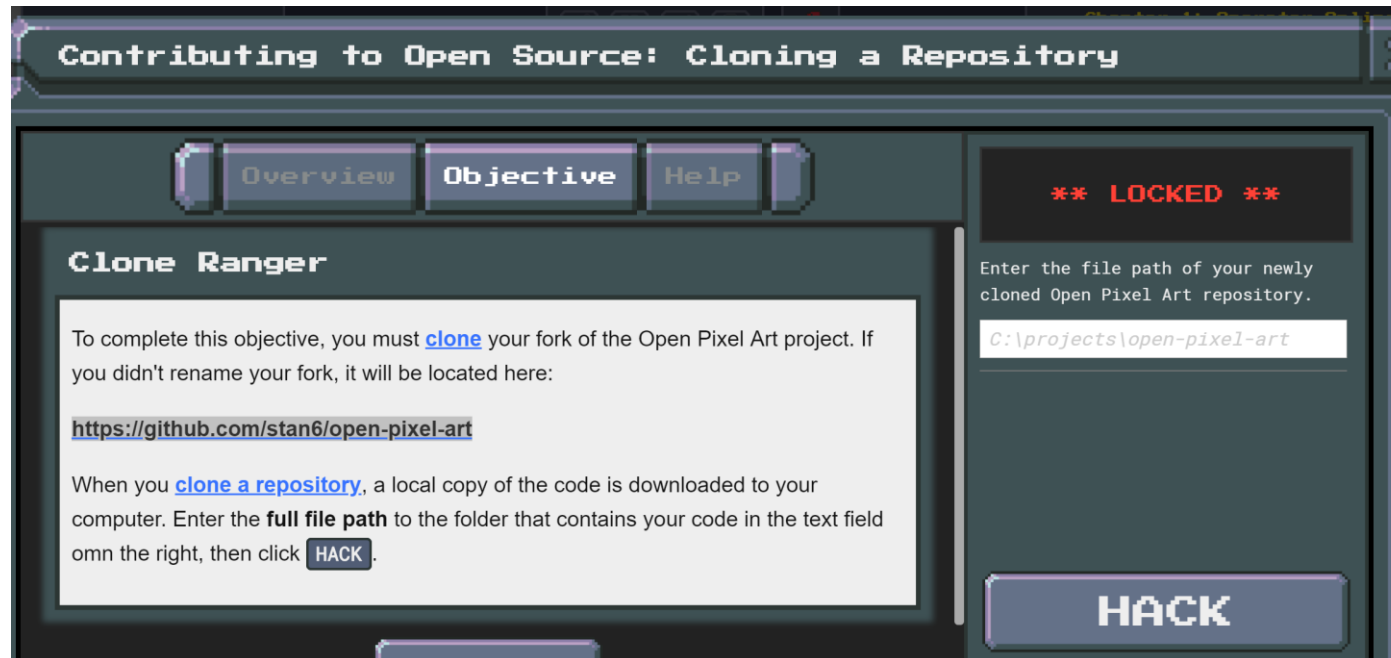 Contributing to Open Source: Cloning a Repository
Overview
Objective
Help
Clone Ranger
To complete this objective, you must clone your fork of the Open Pixel Art project. If
you didn't rename your fork, it will be located here:
https://github.com/stan6/open-pixel-art
When you clone a repository, a local copy of the code is downloaded to your
computer. Enter the full file path to the folder that contains your code in the text field
omn the right, then click HACK.
** LOCKED **
Enter the file path of your newly
cloned Open Pixel Art repository.
C:\projects\open-pixel-art
HACK